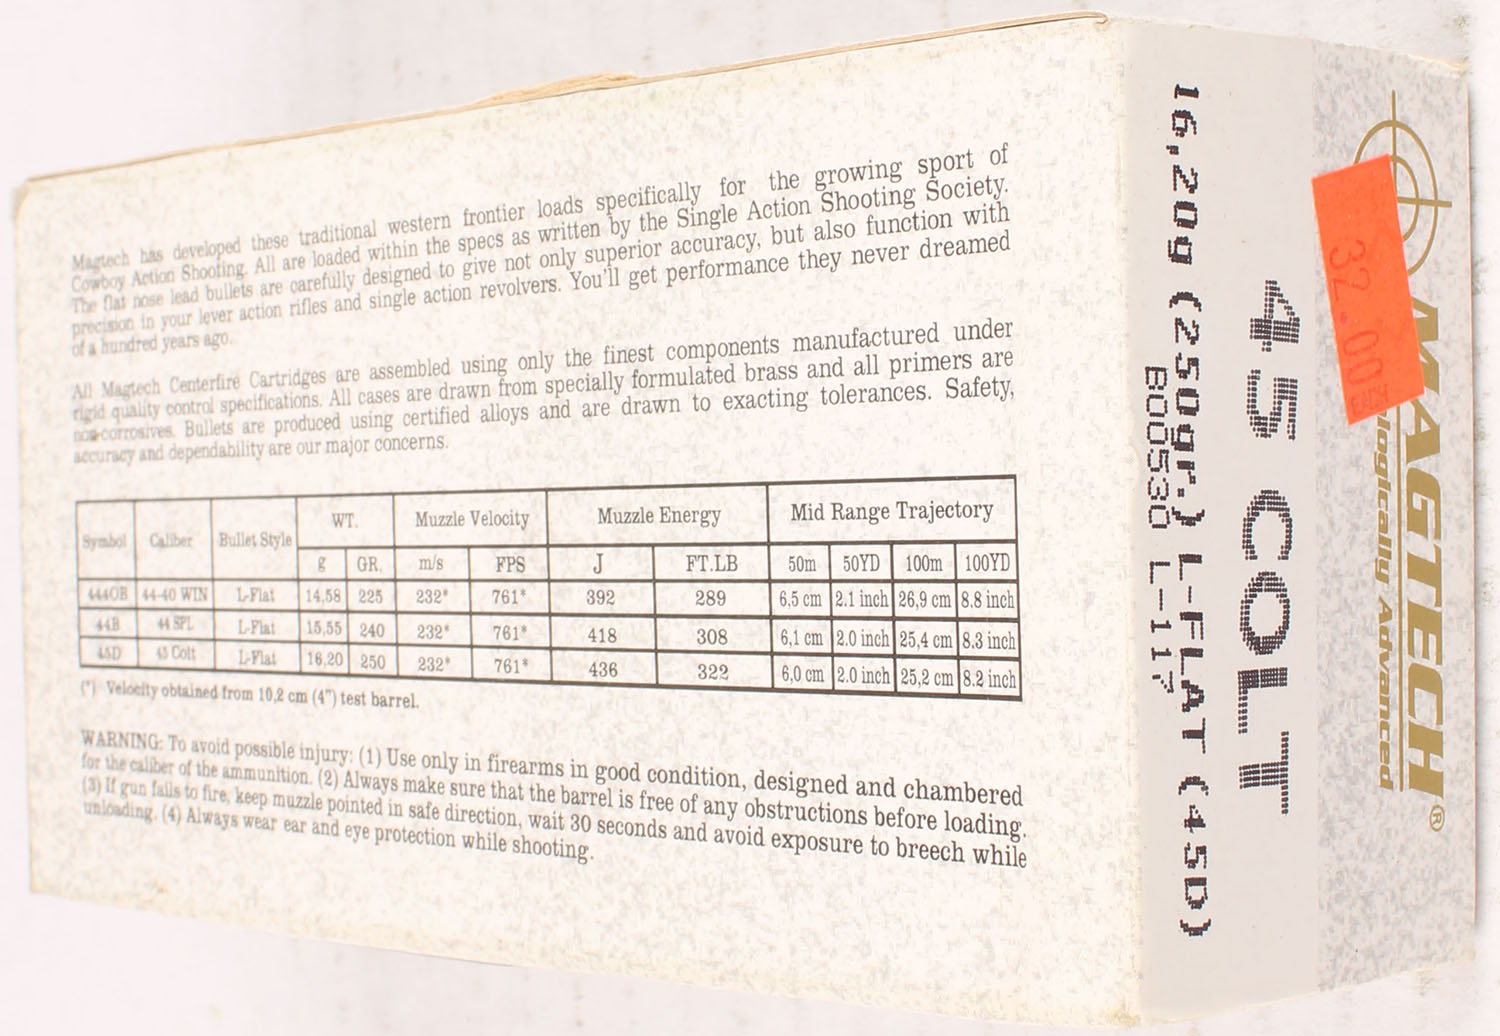 Magtech has developed these traditional western frontier loads specifically for the growing sport of
Cowboy Action Shooting. All are loaded within the specs as written by the Single Action Shooting Society.
The flat nose lead bullets are carefully designed to give not only superior accuracy, but also function with
precision in your lever action rifles and single action revolvers. You'll get performance they never dreamed
of a hundred years ago.
All Magtech Centerfire Cartridges are assembled using only the finest components manufactured under
rigid quality control specifications. All cases are drawn from specially formulated brass and all primers are
non-corrosives. Bullets are produced using certified alloys and are drawn to exacting tolerances. Safety,
accuracy and dependability are our major concerns.
Symbol Caliber Bullet Style WT. Muzzle Velocity Muzzle Energy Mid Range Trajectory
g GR. m/s FPS J FT.LB 50m 50YD 100m 100YD
444OB 44-40 WIN L-Flat 14,58 225 232* 761* 392 289 6,5 cm 2.1 inch 26,9 cm 8.8 inch
44B 44 SPL L-Flat 15,55 240 232* 761* 418 308 6,1 cm 2.0 inch 25,4 cm 8.3 inch
45D 45 Colt L-Flat 16,20 250 232* 761* 436 322 6,0 cm 2.0 inch 25,2 cm 8.2 inch
(*) Velocity obtained from 10,2 cm (4") test barrel.
WARNING: To avoid possible injury: (1) Use only in firearms in good condition, designed and chambered
for the caliber of the ammunition. (2) Always make sure that the barrel is free of any obstructions before loading.
(3) If gun fails to fire, keep muzzle pointed in safe direction, wait 30 seconds and avoid exposure to breech while
unloading. (4) Always wear ear and eye protection while shooting.
MAGTECH®
logically Advanced
32.00
EACH
45 COLT
16,20g (250gr.) L-FLAT (45D)
B00530 L-117